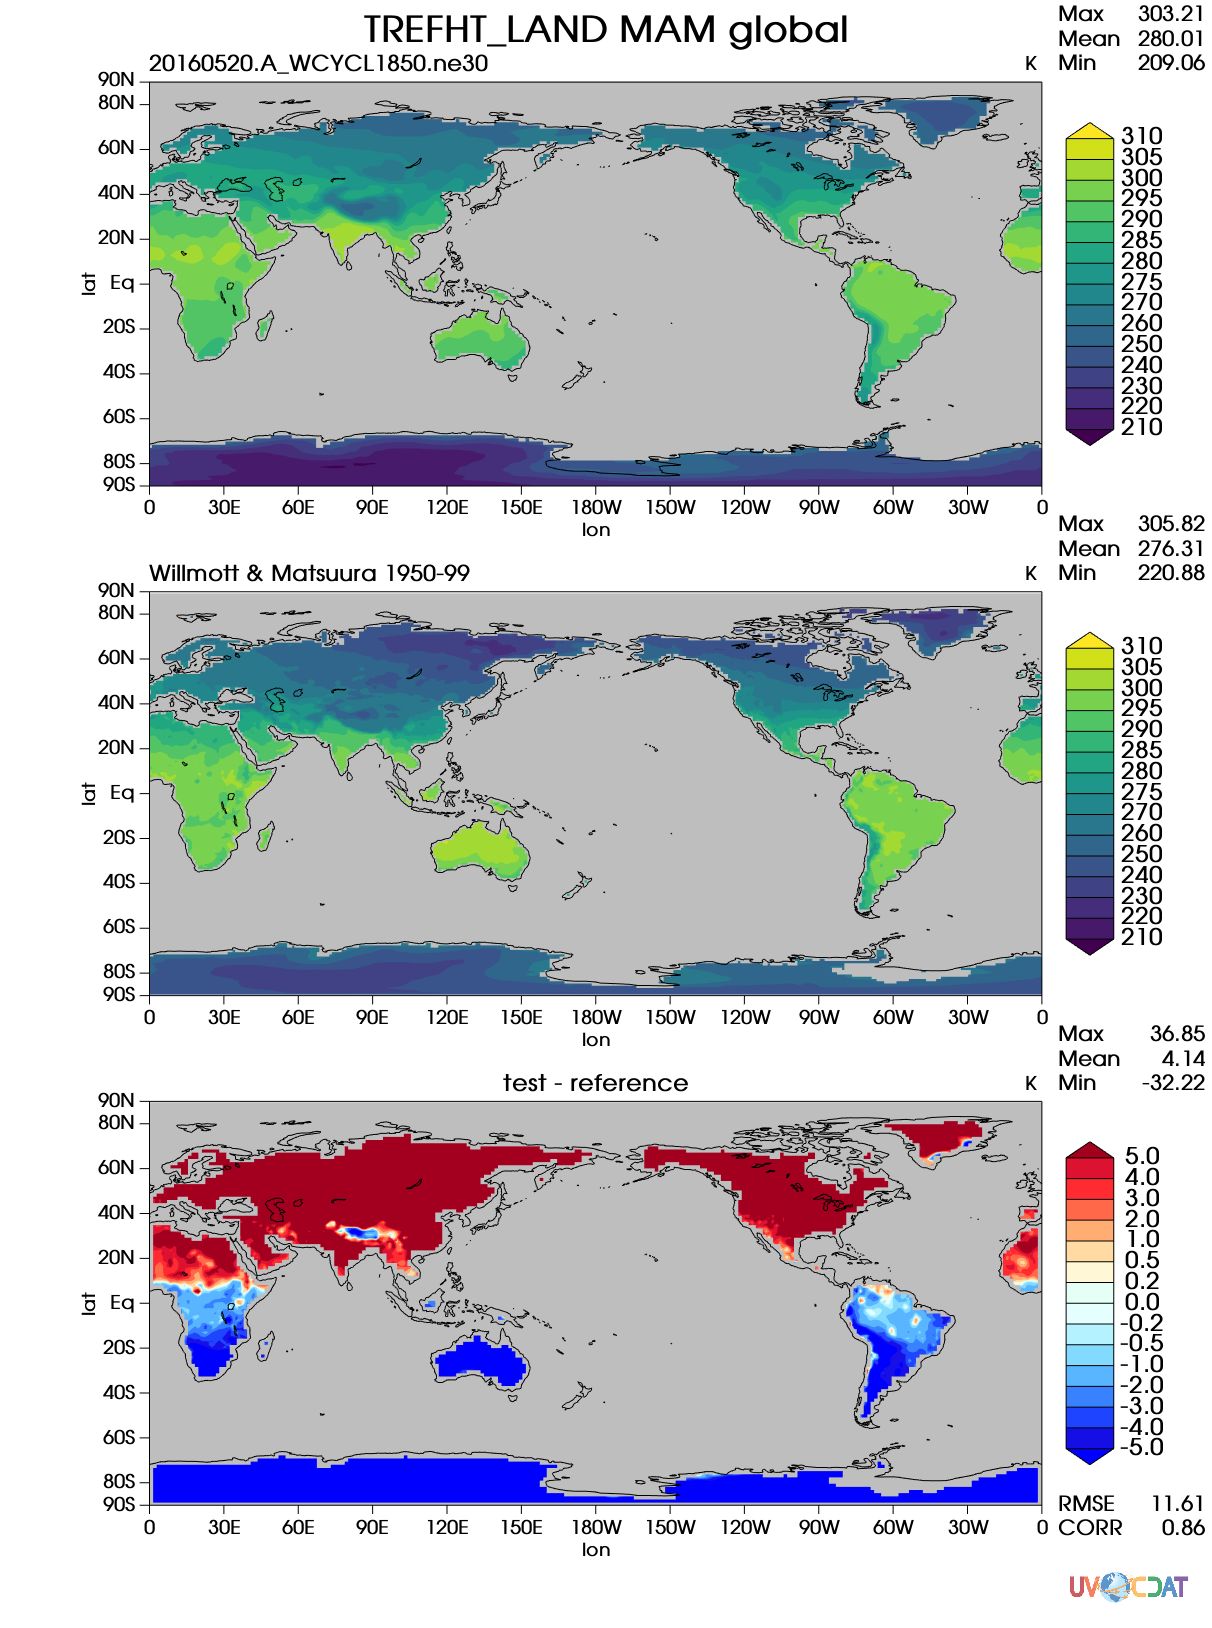 TREFHT_LAND MAM global
Max 303.21
Mean 280.01
Min 209.06
20160520.A_WCYCL1850.ne30 K
90N
80N
60N
40N
20N
Eq
20S
40S
60S
80S
90S
lat
0 30E 60E 90E 120E 150E 180W 150W 120W 90W 60W 30W 0
lon
310
305
300
295
290
285
280
275
270
260
250
240
230
220
210
Max 305.82
Mean 276.31
Min 220.88
Willmott & Matsuura 1950-99 K
90N
80N
60N
40N
20N
Eq
20S
40S
60S
80S
90S
lat
0 30E 60E 90E 120E 150E 180W 150W 120W 90W 60W 30W 0
lon
310
305
300
295
290
285
280
275
270
260
250
240
230
220
210
Max 36.85
Mean 4.14
Min -32.22
test - reference K
90N
80N
60N
40N
20N
Eq
20S
40S
60S
80S
90S
lat
0 30E 60E 90E 120E 150E 180W 150W 120W 90W 60W 30W 0
lon
5.0
4.0
3.0
2.0
1.0
0.5
0.2
0.0
-0.2
-0.5
-1.0
-2.0
-3.0
-4.0
-5.0
RMSE 11.61
CORR 0.86
UV CDAT